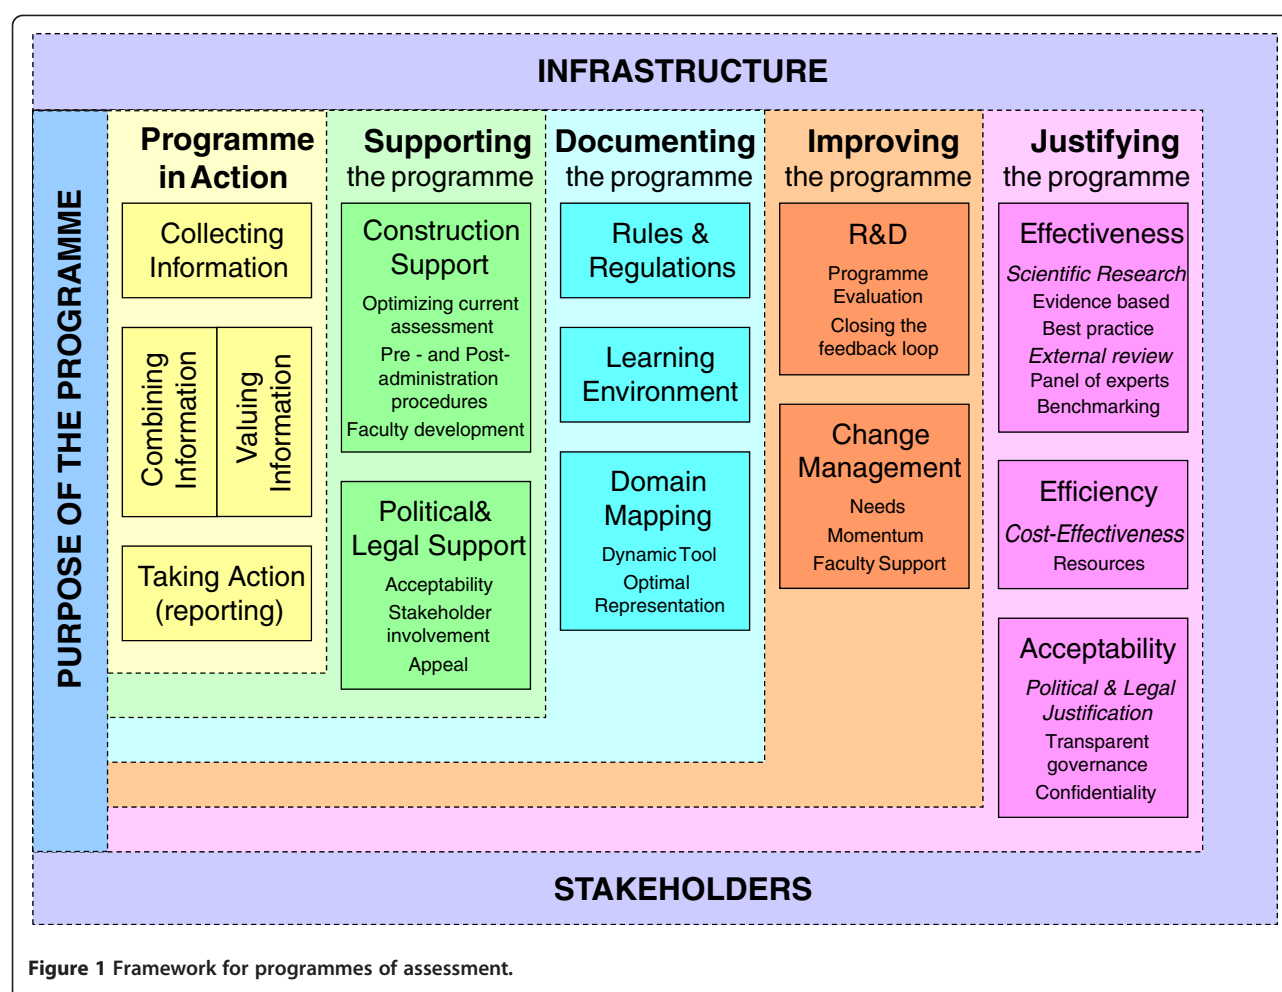 INFRASTRUCTURE
PURPOSE OF THE PROGRAMME
Programme
in Action
Collecting
Information
Combining
Information
Valuing
Information
Taking Action
(reporting)
Supporting
the programme
Construction
Support
Optimizing current
assessment
Pre - and Post-
administration
procedures
Faculty development
Political&
Legal Support
Acceptability
Stakeholder
involvement
Appeal
Documenting
the programme
Rules &
Regulations
Learning
Environment
Domain
Mapping
Dynamic Tool
Optimal
Representation
Improving
the programme
R&D
Programme
Evaluation
Closing the
feedback loop
Change
Management
Needs
Momentum
Faculty Support
Justifying
the programme
Effectiveness
Scientific Research
Evidence based
Best practice
External review
Panel of experts
Benchmarking
Efficiency
Cost-Effectiveness
Resources
Acceptability
Political & Legal
Justification
Transparent
governance
Confidentiality
STAKEHOLDERS
Figure 1 Framework for programmes of assessment.